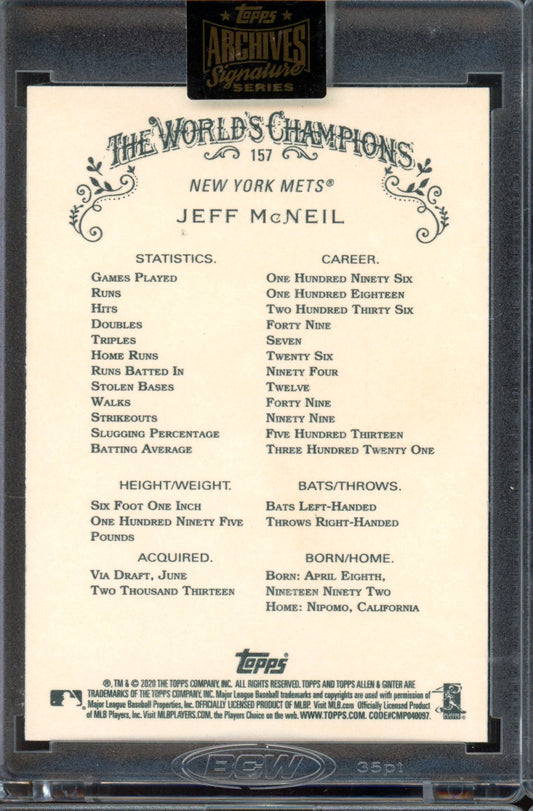 Topps
ARCHIVES
Signature
SERIES
THE WORLD'S CHAMPIONS
157
NEW YORK METS®
JEFF McNEIL
STATISTICS. CAREER.
GAMES PLAYED ONE HUNDRED NINETY SIX
RUNS ONE HUNDRED EIGHTEEN
HITS TWO HUNDRED THIRTY SIX
DOUBLES FORTY NINE
TRIPLES SEVEN
HOME RUNS TWENTY SIX
RUNS BATTED IN NINETY FOUR
STOLEN BASES TWELVE
WALKS FORTY NINE
STRIKEOUTS NINETY NINE
SLUGGING PERCENTAGE FIVE HUNDRED THIRTEEN
BATTING AVERAGE THREE HUNDRED TWENTY ONE
HEIGHT/WEIGHT.
SIX FOOT ONE INCH
ONE HUNDRED NINETY FIVE
POUNDS
BATS/THROWS.
BATS LEFT-HANDED
THROWS RIGHT-HANDED
ACQUIRED.
VIA DRAFT, JUNE
TWO THOUSAND THIRTEEN
BORN/HOME.
BORN: APRIL EIGHTH,
NINETEEN NINETY TWO
HOME: NIPOMO, CALIFORNIA
Topps®
®, TM & © 2020 THE TOPPS COMPANY, INC. ALL RIGHTS RESERVED. TOPPS AND TOPPS ALLEN & GINTER ARE
TRADEMARKS OF THE TOPPS COMPANY, INC. Major League Baseball trademarks and copyrights are used with permission of
Major League Baseball Properties, Inc. OFFICIALLY LICENSED PRODUCT OF MLBP. Visit MLB.com Officially Licensed Product
of MLB Players, Inc. Visit MLBPLAYERS.COM, the Players Choice on the web. WWW.TOPPS.COM. CODE#CMP040097.
BCW 35pt